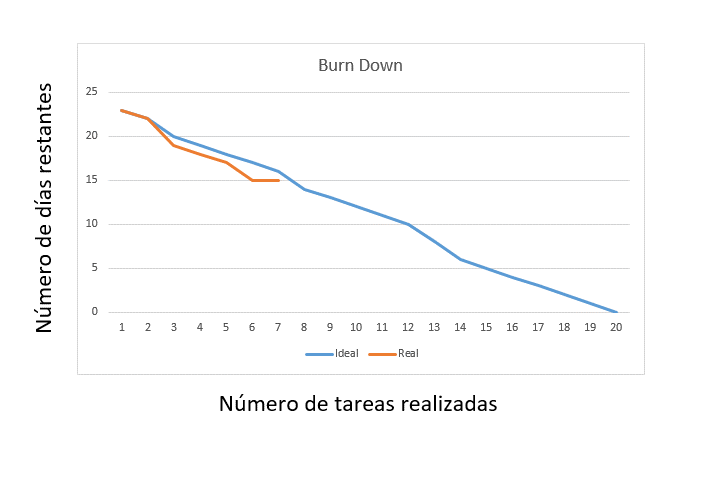 Burn Down
Número de días restantes
25
20
15
10
5
0
1 2 3 4 5 6 7 8 9 10 11 12 13 14 15 16 17 18 19 20
Ideal Real
Número de tareas realizadas